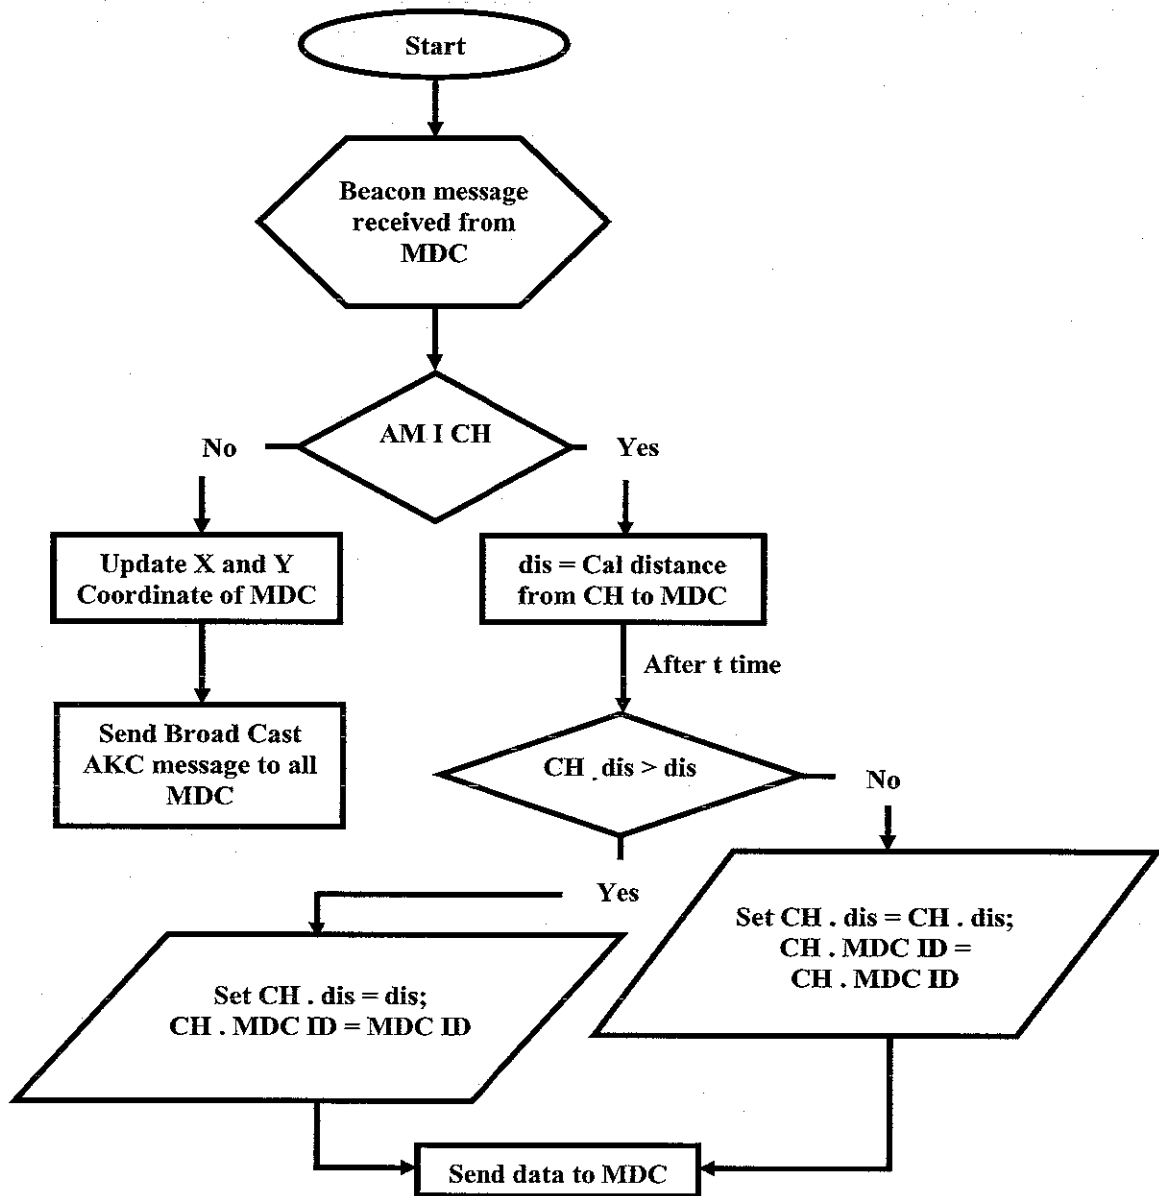 Start
Beacon message
received from
MDC
AM I CH
No
Yes
Update X and Y
Coordinate of MDC
dis = Cal distance
from CH to MDC
After t time
Send Broad Cast
AKC message to all
MDC
CH . dis > dis
No
Yes
Set CH . dis = CH . dis;
CH . MDC ID =
CH . MDC ID
Set CH . dis = dis;
CH . MDC ID = MDC ID
Send data to MDC